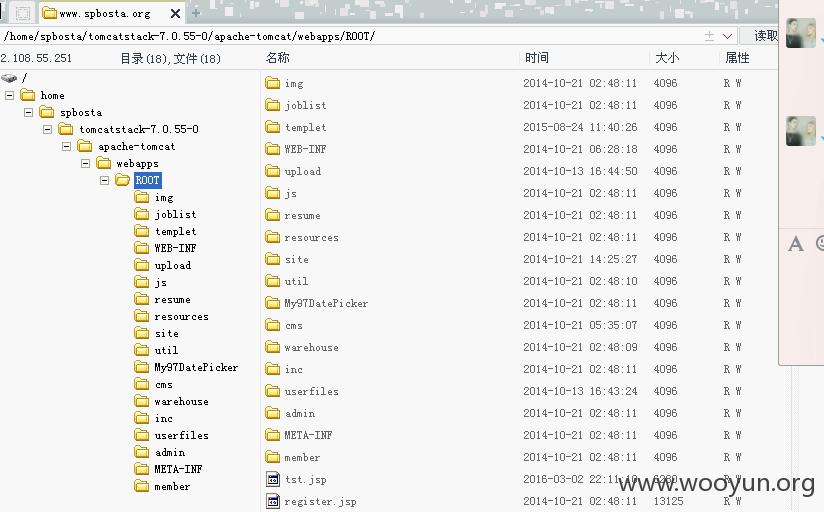 www.spbosta.org
/home/spbosta/tomcatstack-7.0.55-0/apache-tomcat/webapps/ROOT/ 读取
2.108.55.251 目录(18),文件(18) 名称 时间 大小 属性
/
home
spbosta
tomcatstack-7.0.55-0
apache-tomcat
webapps
ROOT
img
joblist
templet
WEB-INF
upload
js
resume
resources
site
util
My97DatePicker
cms
warehouse
inc
userfiles
admin
META-INF
member
img 2014-10-21 02:48:11 4096 R W
joblist 2014-10-21 02:48:11 4096 R W
templet 2015-08-24 11:40:26 4096 R W
WEB-INF 2014-10-21 06:28:18 4096 R W
upload 2014-10-13 16:44:50 4096 R W
js 2014-10-21 02:48:11 4096 R W
resume 2014-10-21 02:48:11 4096 R W
resources 2014-10-21 02:48:11 4096 R W
site 2014-10-21 14:25:27 4096 R W
util 2014-10-21 02:48:10 4096 R W
My97DatePicker 2014-10-21 02:48:11 4096 R W
cms 2014-10-21 05:35:07 4096 R W
warehouse 2014-10-21 02:48:09 4096 R W
inc 2014-10-21 02:48:11 4096 R W
userfiles 2014-10-13 16:43:24 4096 R W
admin 2014-10-21 02:48:11 4096 R W
META-INF 2014-10-21 02:48:11 4096 R W
member 2014-10-21 02:48:11 4096 R W
tst.jsp 2016-03-02 R W
www.wooyun.org
register.jsp 2014-10-21 02:48:11 13125 R W
A